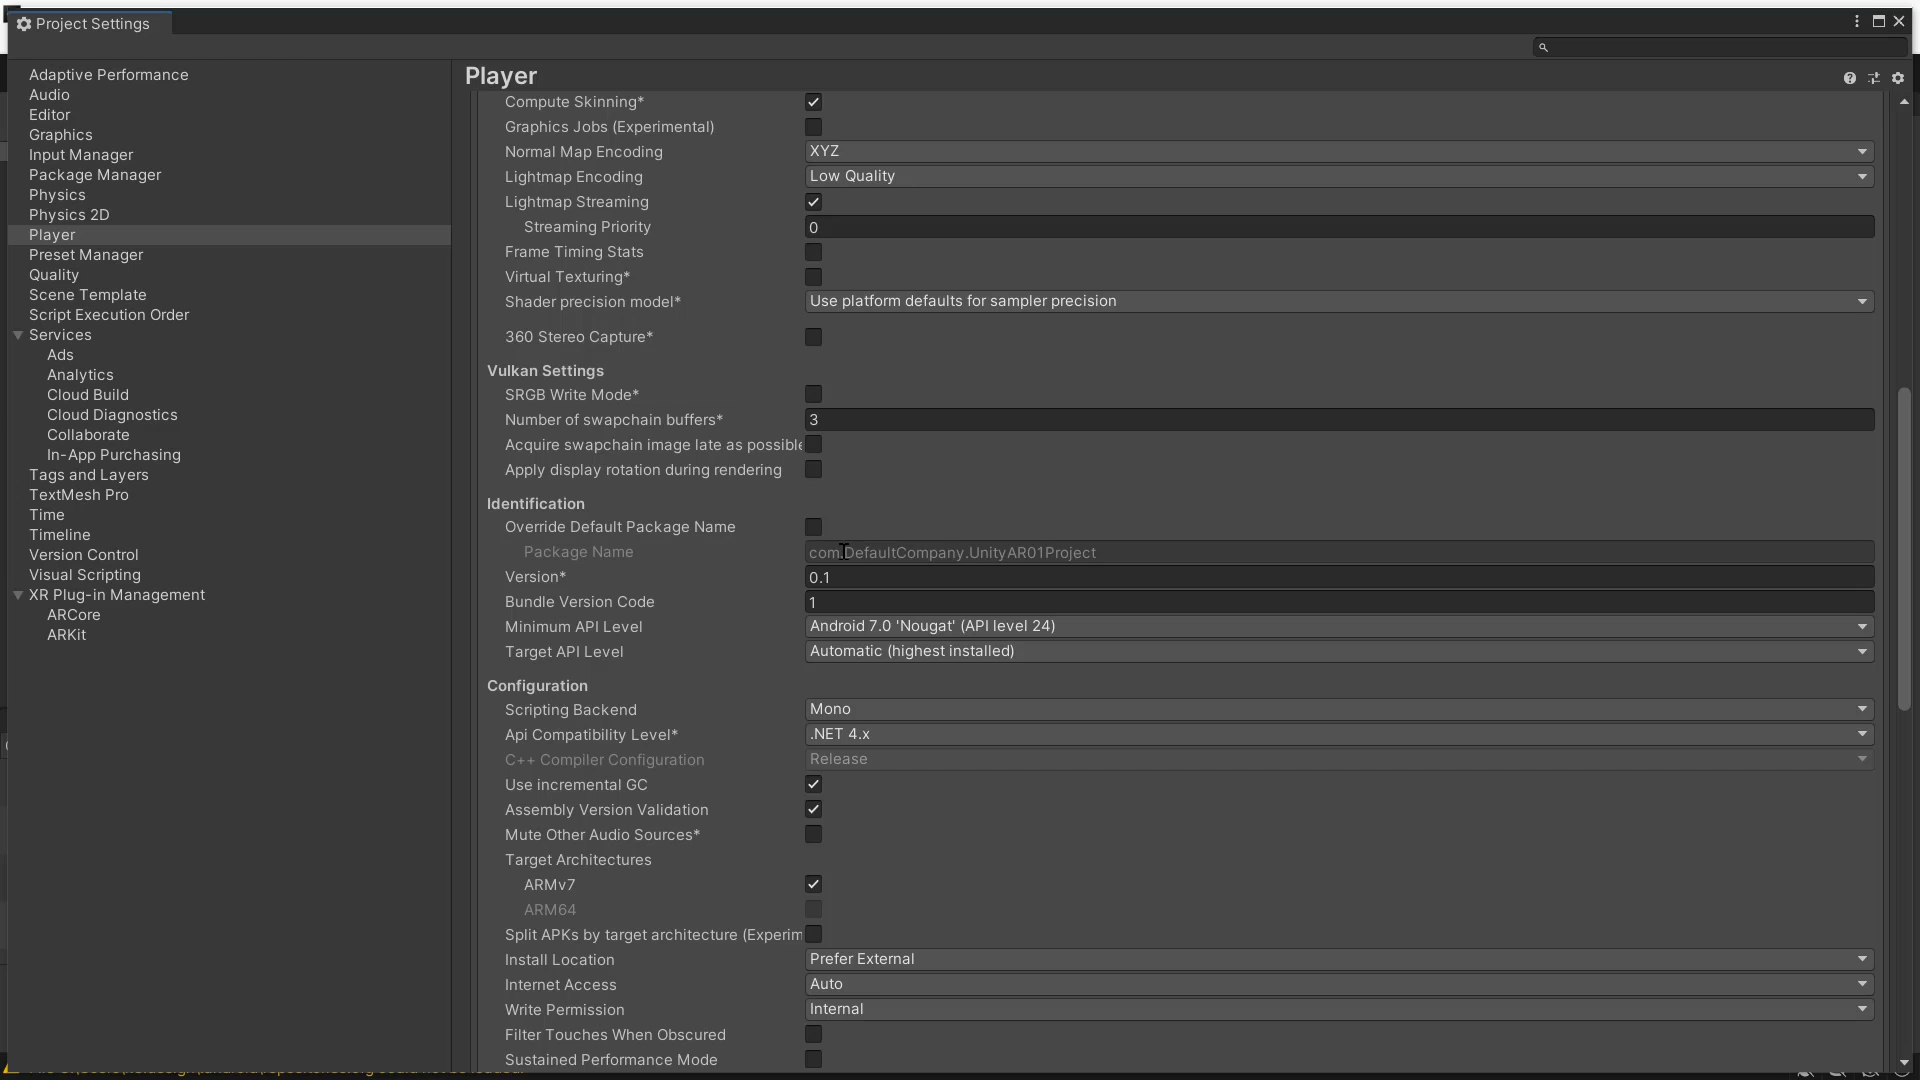 Project Settings
Adaptive Performance
Audio
Editor
Graphics
Input Manager
Package Manager
Physics
Physics 2D
Player
Preset Manager
Quality
Scene Template
Script Execution Order
Services
Ads
Analytics
Cloud Build
Cloud Diagnostics
Collaborate
In-App Purchasing
Tags and Layers
TextMesh Pro
Time
Timeline
Version Control
Visual Scripting
XR Plug-in Management
ARCore
ARKit
Player
Compute Skinning*
Graphics Jobs (Experimental)
Normal Map Encoding XYZ
Lightmap Encoding Low Quality
Lightmap Streaming
Streaming Priority 0
Frame Timing Stats
Virtual Texturing*
Shader precision model* Use platform defaults for sampler precision
360 Stereo Capture*
Vulkan Settings
SRGB Write Mode*
Number of swapchain buffers* 3
Acquire swapchain image late as possible
Apply display rotation during rendering
Identification
Override Default Package Name
Package Name com.DefaultCompany.UnityAR01Project
Version* 0.1
Bundle Version Code 1
Minimum API Level Android 7.0 'Nougat' (API level 24)
Target API Level Automatic (highest installed)
Configuration
Scripting Backend Mono
Api Compatibility Level* .NET 4.x
C++ Compiler Configuration Release
Use incremental GC
Assembly Version Validation
Mute Other Audio Sources*
Target Architectures
ARMv7
ARM64
Split APKs by target architecture (Experim
Install Location Prefer External
Internet Access Auto
Write Permission Internal
Filter Touches When Obscured
Sustained Performance Mode